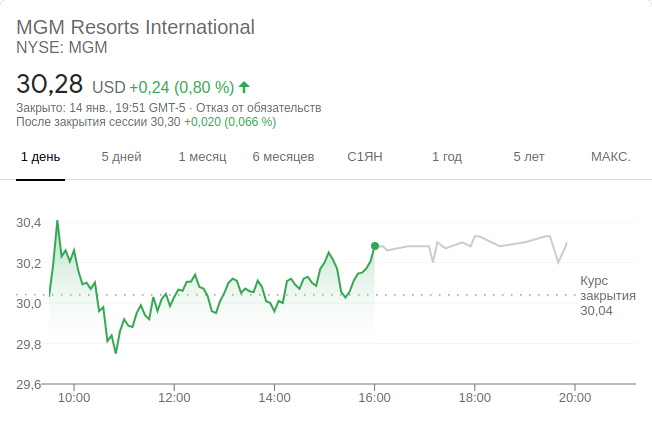 MGM Resorts International
NYSE: MGM
30,28 USD +0,24 (0,80 %)
Закрыто: 14 янв., 19:51 GMT-5 · Отказ от обязательств
После закрытия сессии 30,30 +0,020 (0,066 %)
1 день 5 дней 1 месяц 6 месяцев С1ЯН 1 год 5 лет МАКС.
30,4
30,2
30,0
29,8
29,6
Курс
закрытия
30,04
10:00 12:00 14:00 16:00 18:00 20:00